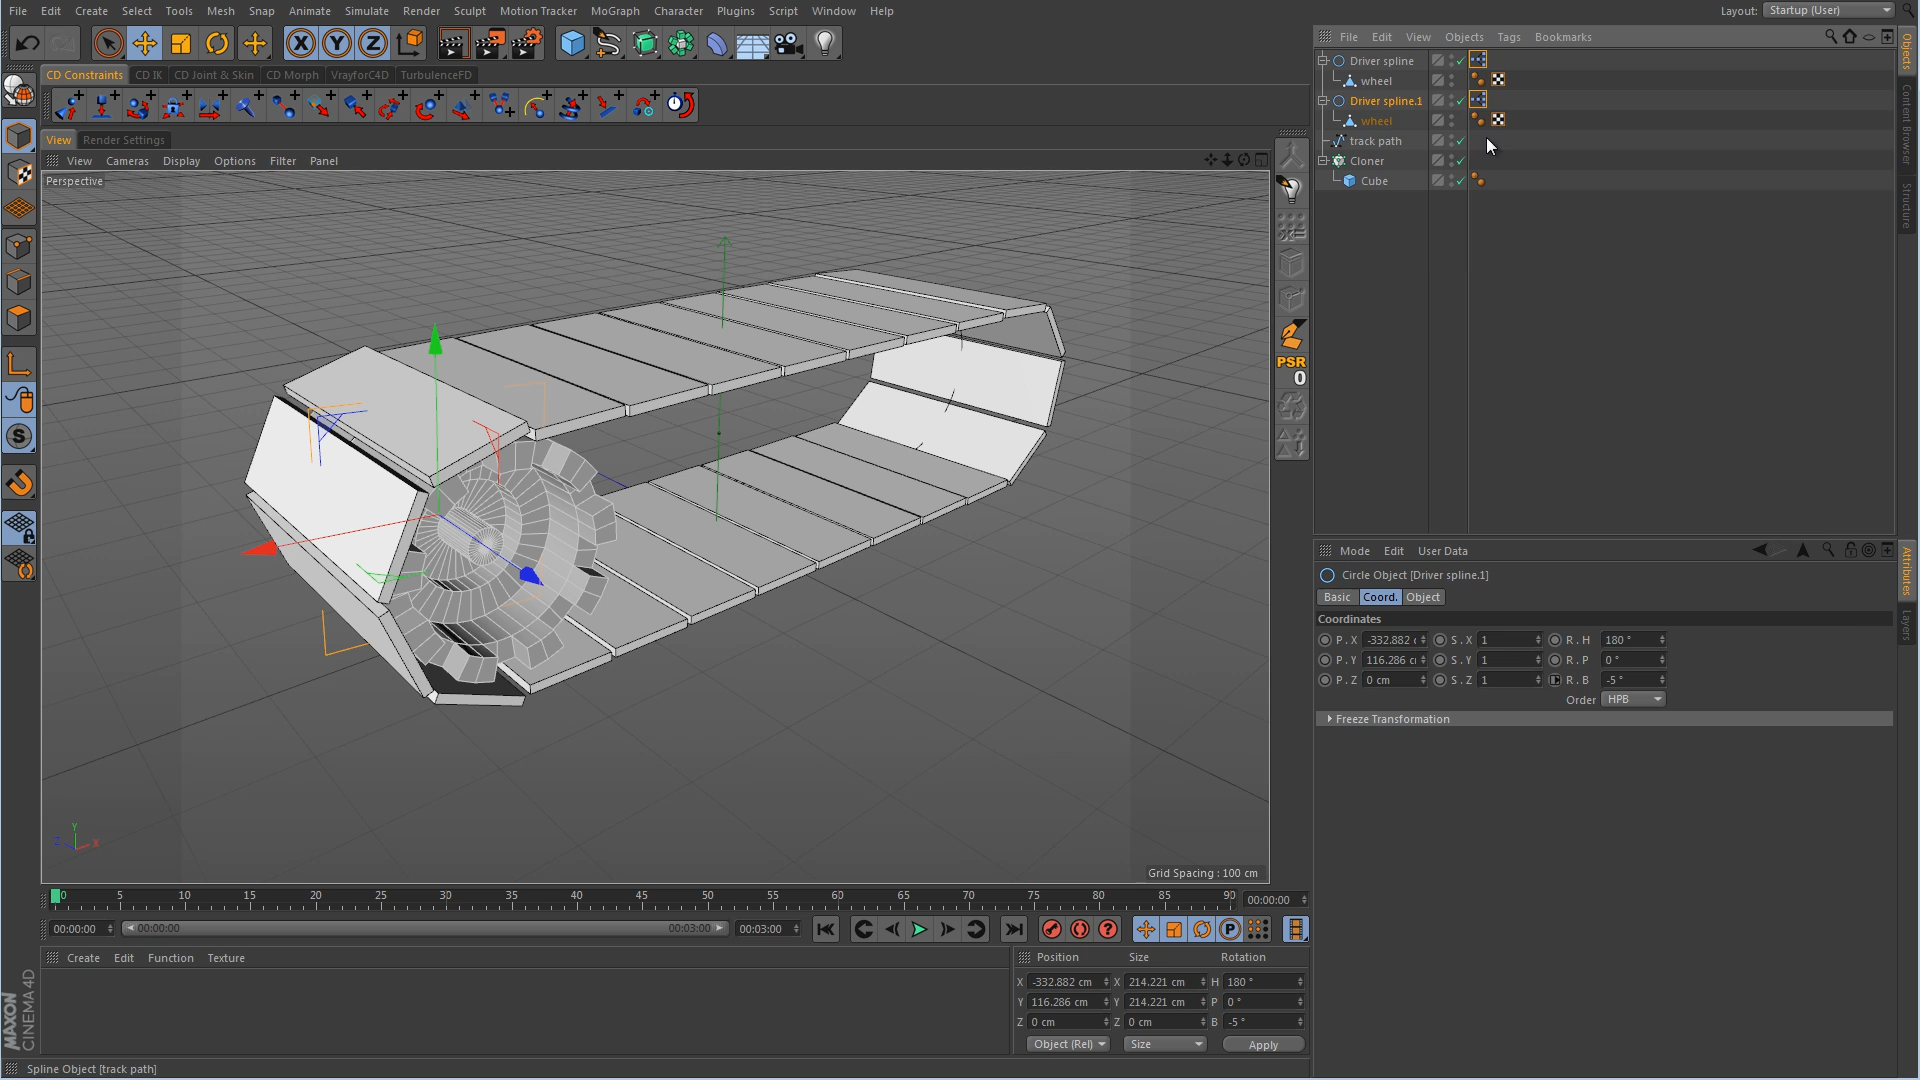 File Edit Create Select Tools Mesh Snap Animate Simulate Render Sculpt Motion Tracker MoGraph Character Plugins Script Window Help
Layout: Startup (User)
File Edit View Objects Tags Bookmarks
X Y Z
CD Constraints CD IK CD Joint & Skin CD Morph VrayforC4D TurbulenceFD
Driver spline
wheel
Driver spline.1
wheel
track path
Cloner
Cube
Objects
Content Browser
Structure
View Render Settings
View Cameras Display Options Filter Panel
Perspective
PSR
0
S
Y
Z X
Grid Spacing : 100 cm
Mode Edit User Data
Circle Object [Driver spline.1]
Basic Coord. Object
Coordinates
P . X -332.882 S . X 1 R . H 180 °
P . Y 116.286 S . Y 1 R . P 0 °
P . Z 0 cm S . Z 1 R . B -5 °
Order HPB
Freeze Transformation
Attributes
Layers
0 5 10 15 20 25 30 35 40 45 50 55 60 65 70 75 80 85 90 00:00:00
00:00:00 00:00:00 00:03:00 00:03:00
? P
Create Edit Function Texture
Position Size Rotation
X -332.882 cm X 214.221 cm H 180 °
Y 116.286 cm Y 214.221 cm P 0 °
Z 0 cm Z 0 cm B -5 °
Object (Rel) Size Apply
MAXON
CINEMA 4D
Spline Object [track path]